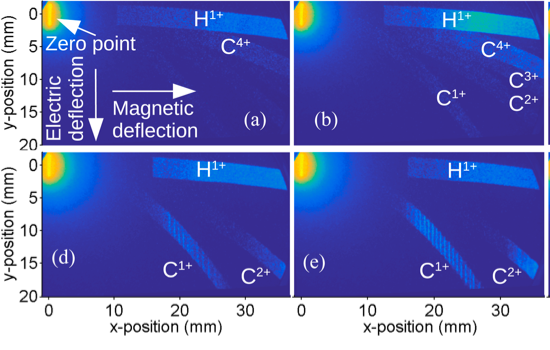 0
5
10
15
20
y-position (mm)
Zero point
Electric
deflection
Magnetic
deflection
H1+
C4+
(a)
H1+
C4+
C3+
C2+
C1+
(b)
0
5
10
15
20
y-position (mm)
H1+
C1+
C2+
(d)
0
10
20
30
x-position (mm)
H1+
C1+
C2+
(e)
0
10
20
30
x-position (mm)